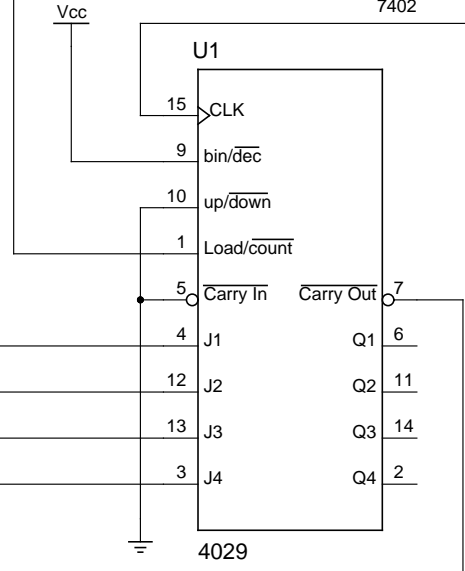 7402
Vcc
U1
15 CLK
9 bin/dec
10 up/down
1 Load/count
5 Carry In Carry Out 7
4 J1 Q1 6
12 J2 Q2 11
13 J3 Q3 14
3 J4 Q4 2
4029